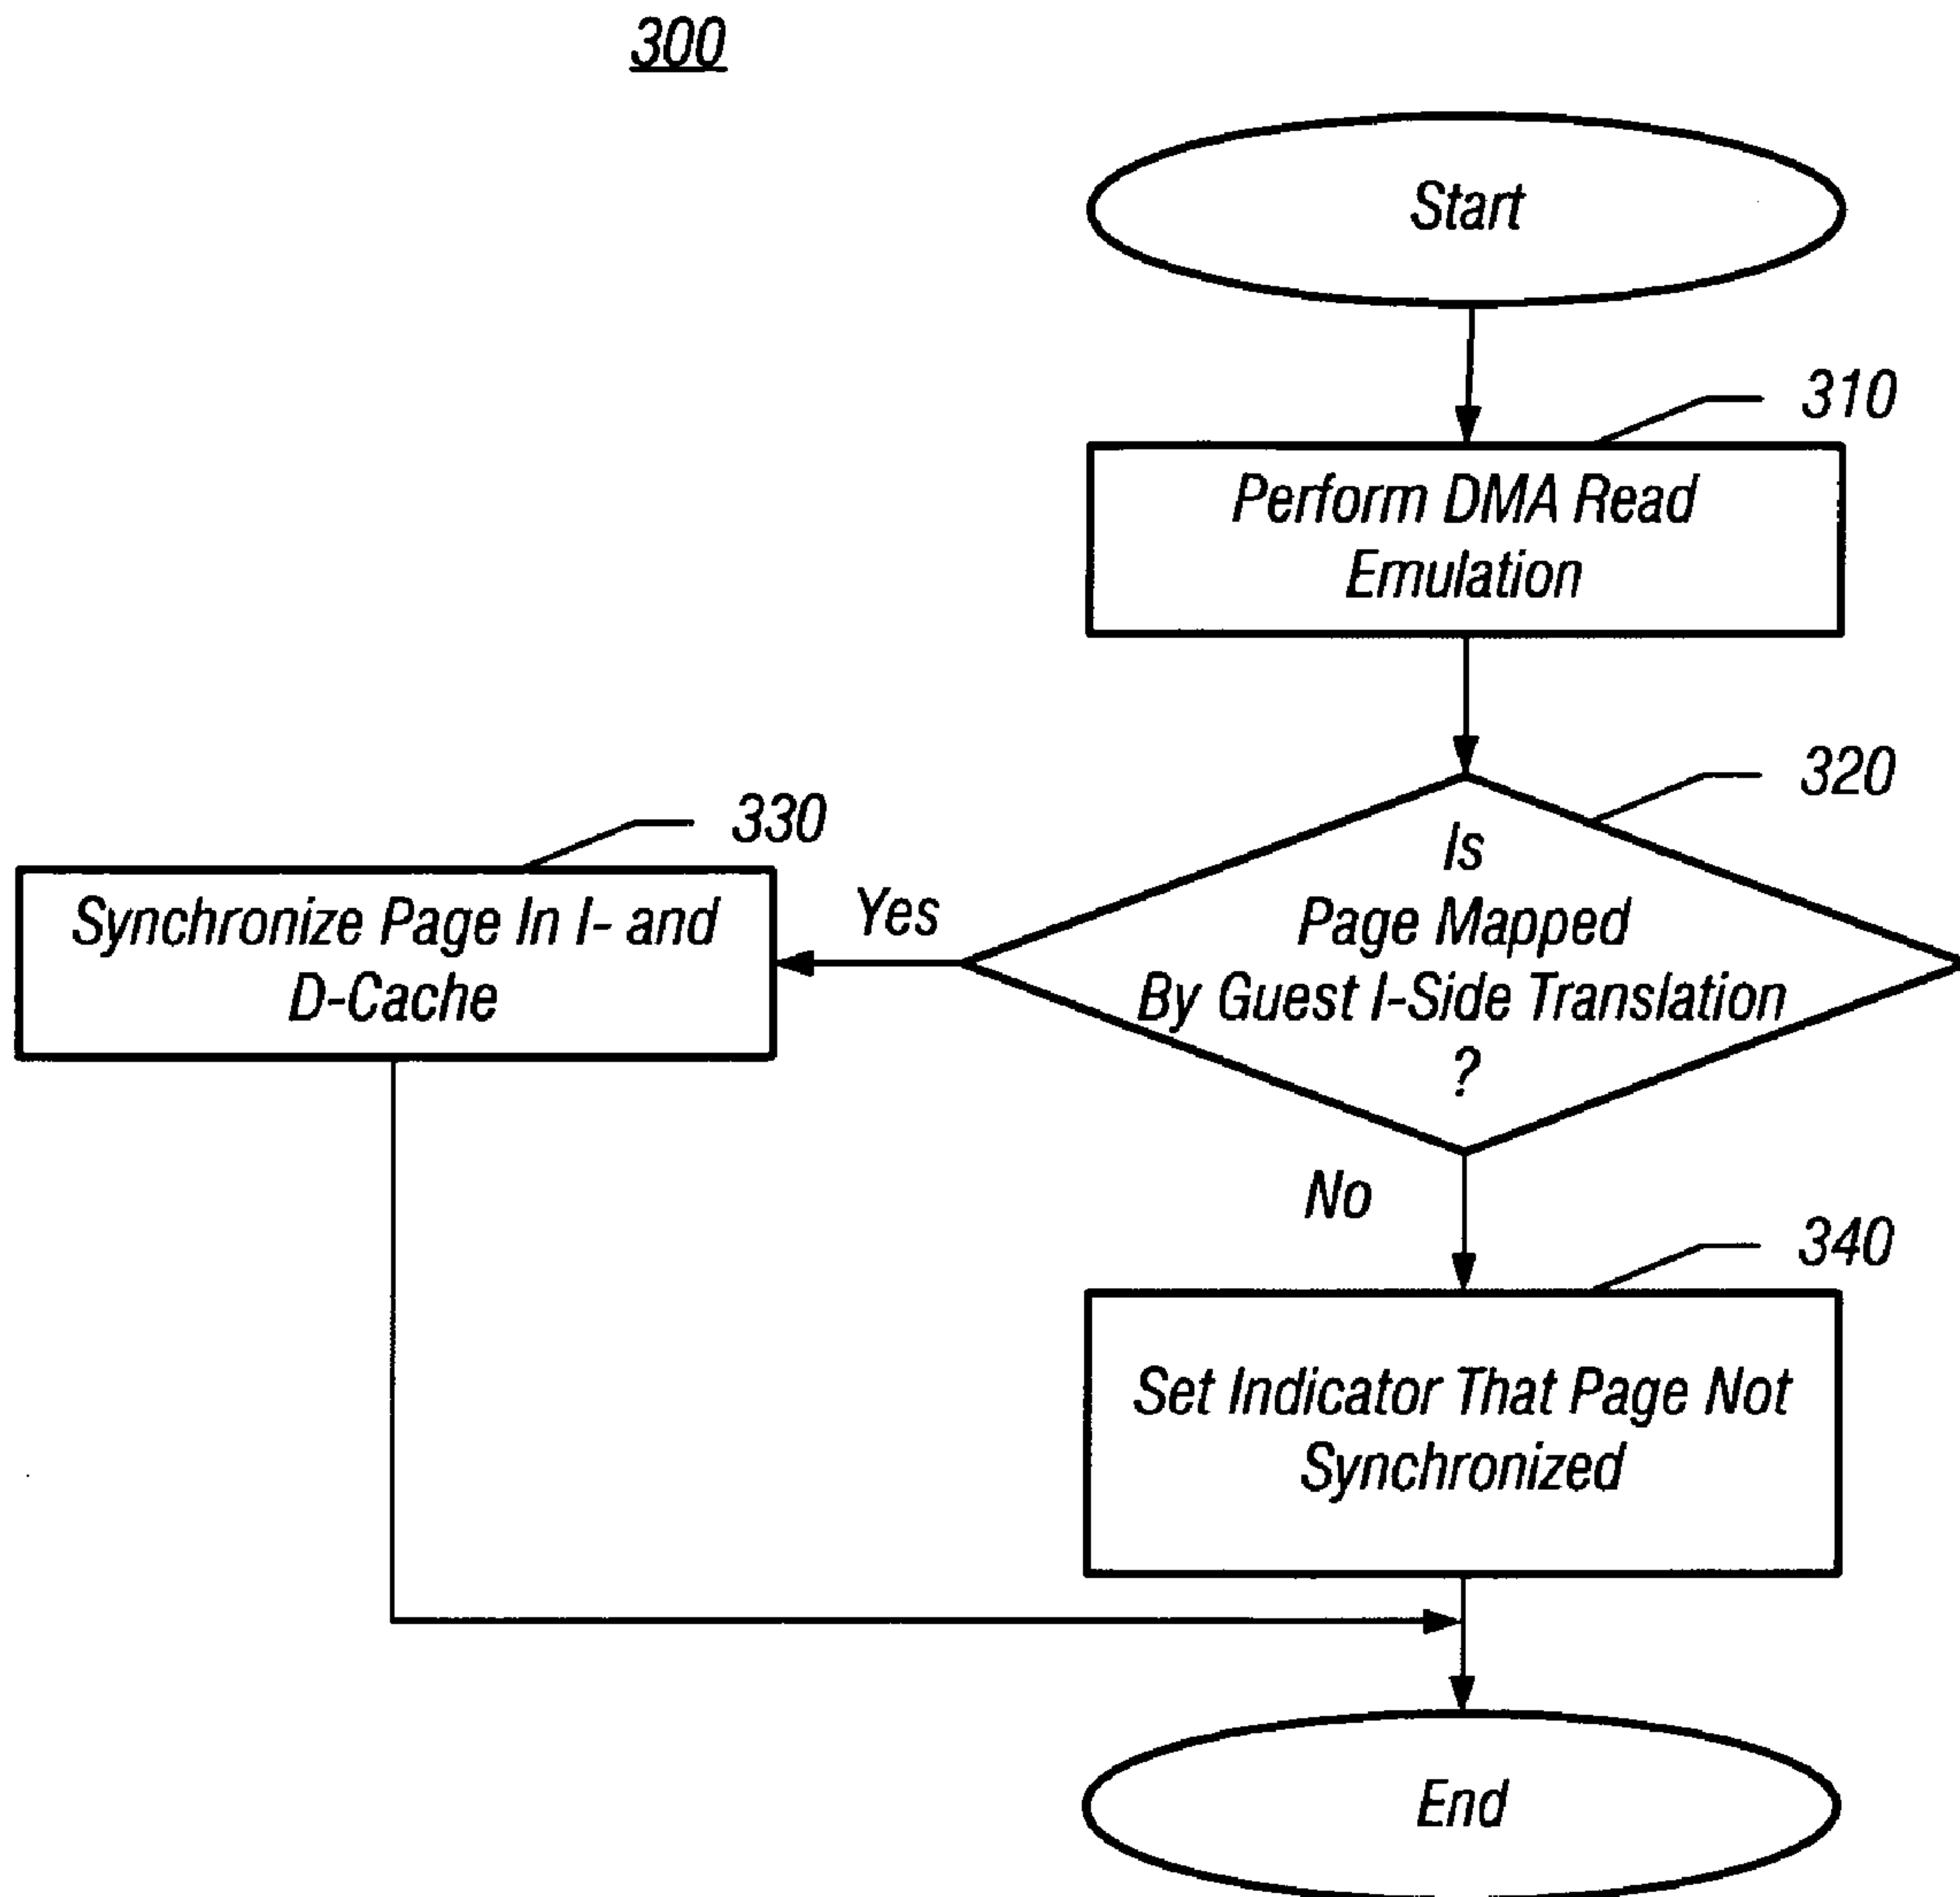 300
Start
310
Perform DMA Read
Emulation
320
Is
Page Mapped
By Guest I-Side Translation
?
330
Synchronize Page In I- and
D-Cache
Yes
No
340
Set Indicator That Page Not
Synchronized
End